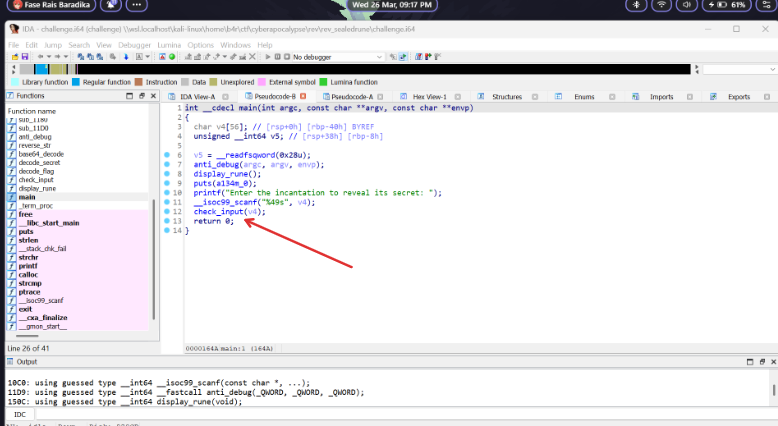 Fase Rais Baradika
Wed 26 Mar, 09:17 PM
61%
IDA - challenge.i64 (challenge) \\wsl.localhost\kali-linux\home\b4r\ctf\cyberapocalypse\rev\rev_sealedrune\challenge.i64
File Edit Jump Search View Debugger Lumina Options Windows Help
No debugger
Library function Regular function Instruction Data Unexplored External symbol Lumina function
Functions
IDA View-A Pseudocode-B Pseudocode-A Hex View-1 Structures Enums Imports Exports
Function name
sub_1180
sub_11D0
anti_debug
reverse_str
base64_decode
decode_secret
decode_flag
check_input
display_rune
main
_term_proc
free
__libc_start_main
puts
strlen
__stack_chk_fail
strchr
printf
calloc
strcmp
ptrace
__isoc99_scanf
exit
__cxa_finalize
__gmon_start__
Line 26 of 41
1 int __cdecl main(int argc, const char **argv, const char **envp)
2 {
3 char v4[56]; // [rsp+0h] [rbp-40h] BYREF
4 unsigned __int64 v5; // [rsp+38h] [rbp-8h]
5
6 v5 = __readfsqword(0x28u);
7 anti_debug(argc, argv, envp);
8 display_rune();
9 puts(a134m_0);
10 printf("Enter the incantation to reveal its secret: ");
11 __isoc99_scanf("%49s", v4);
12 check_input(v4);
13 return 0;
14 }
0000164A main:1 (164A)
Output
10C0: using guessed type __int64 __isoc99_scanf(const char *, ...);
11D9: using guessed type __int64 __fastcall anti_debug(_QWORD, _QWORD, _QWORD);
150C: using guessed type __int64 display_rune(void);
IDC